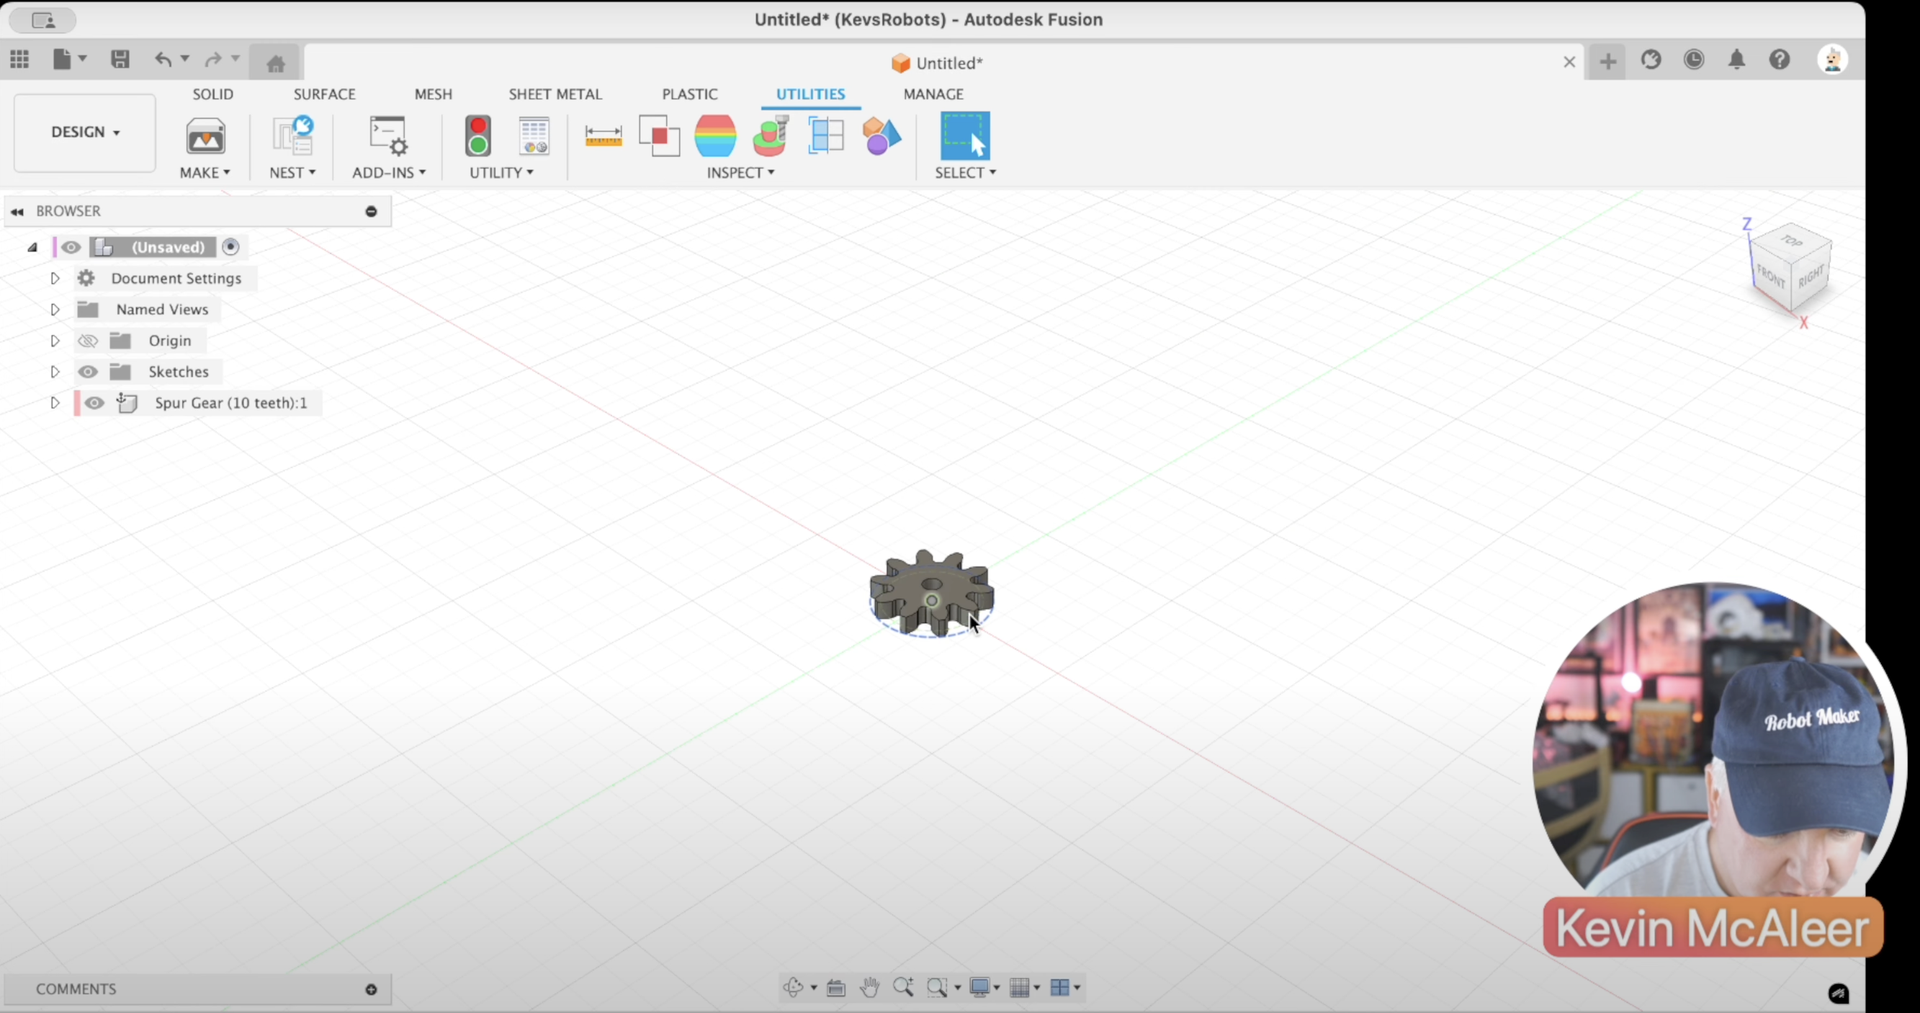 Untitled* (KevsRobots) - Autodesk Fusion
Untitled*
SOLID SURFACE MESH SHEET METAL PLASTIC UTILITIES MANAGE
DESIGN
MAKE NEST ADD-INS UTILITY INSPECT SELECT
BROWSER
(Unsaved)
Document Settings
Named Views
Origin
Sketches
Spur Gear (10 teeth):1
Z
TOP
FRONT
RIGHT
X
Robot Maker
Kevin McAleer
COMMENTS